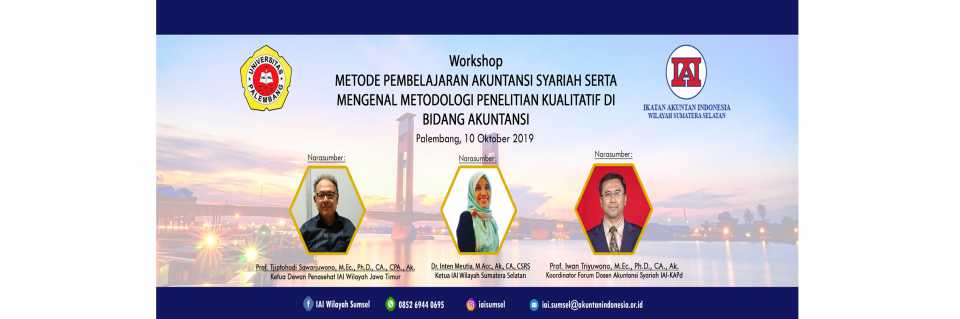 Workshop
METODE PEMBELAJARAN AKUNTANSI SYARIAH SERTA
MENGENAL METODOLOGI PENELITIAN KUALITATIF DI
BIDANG AKUNTANSI
Palembang, 10 Oktober 2019
UNIVERSITAS
PALEMBANG
IAI
IKATAN AKUNTAN INDONESIA
WILAYAH SUMATERA SELATAN
Narasumber:
Prof. Tjiptohadi Sawarjuwono, M.Ec., Ph.D., CA., CPA., Ak.
Ketua Dewan Penasehat IAI Wilayah Jawa Timur
Narasumber:
Dr. Inten Meutia, M.Acc., Ak., CA., CSRS
Ketua IAI Wilayah Sumatera Selatan
Narasumber:
Prof. Iwan Triyuwono, M.Ec., Ph.D., CA., Ak.
Koordinator Forum Dosen Akuntansi Syariah IAI-KAPd
IAI Wilayah Sumsel
0852 6944 0695
iaisumsel
iai.sumsel@akuntanindonesia.or.id